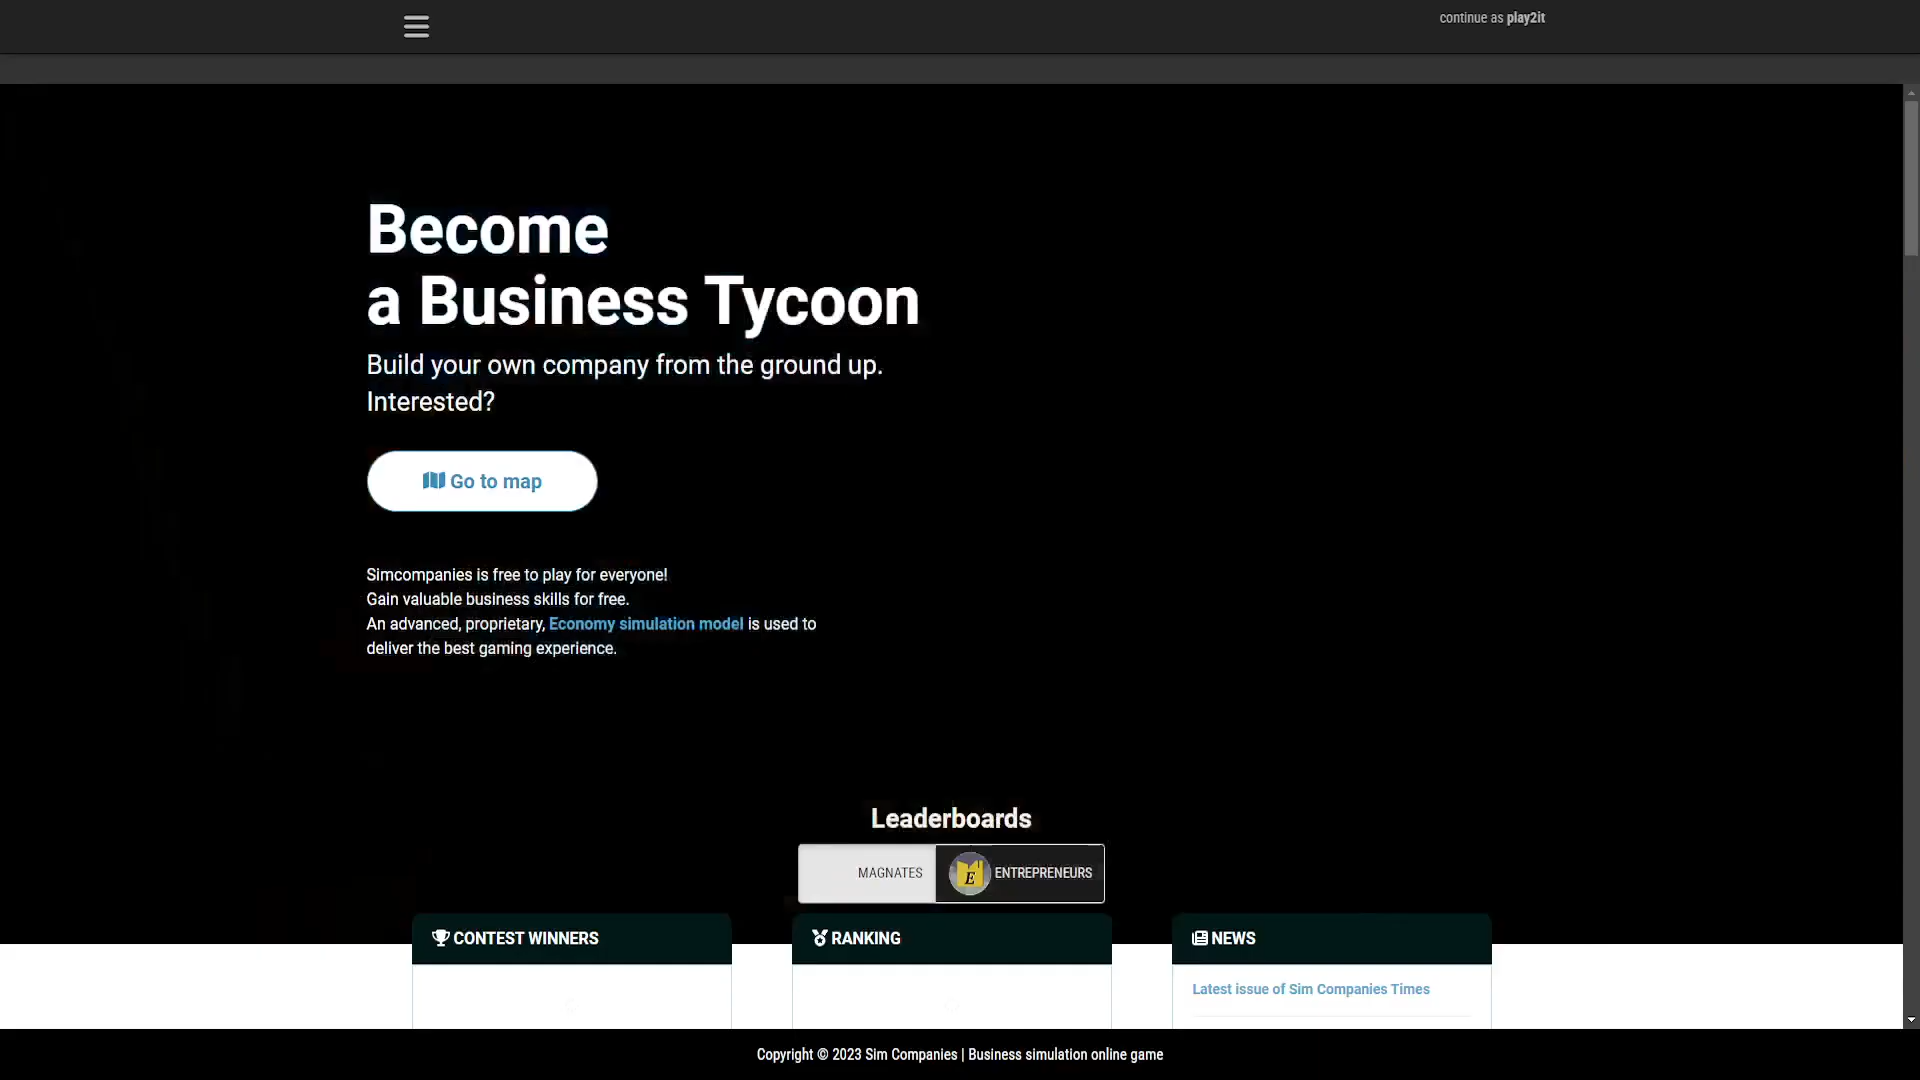 continue as play2it
Become
a Business Tycoon
Build your own company from the ground up.
Interested?
Go to map
Simcompanies is free to play for everyone!
Gain valuable business skills for free.
An advanced, proprietary, Economy simulation model is used to
deliver the best gaming experience.
Leaderboards
MAGNATES
E ENTREPRENEURS
CONTEST WINNERS
RANKING
NEWS
Latest issue of Sim Companies Times
Copyright © 2023 Sim Companies | Business simulation online game